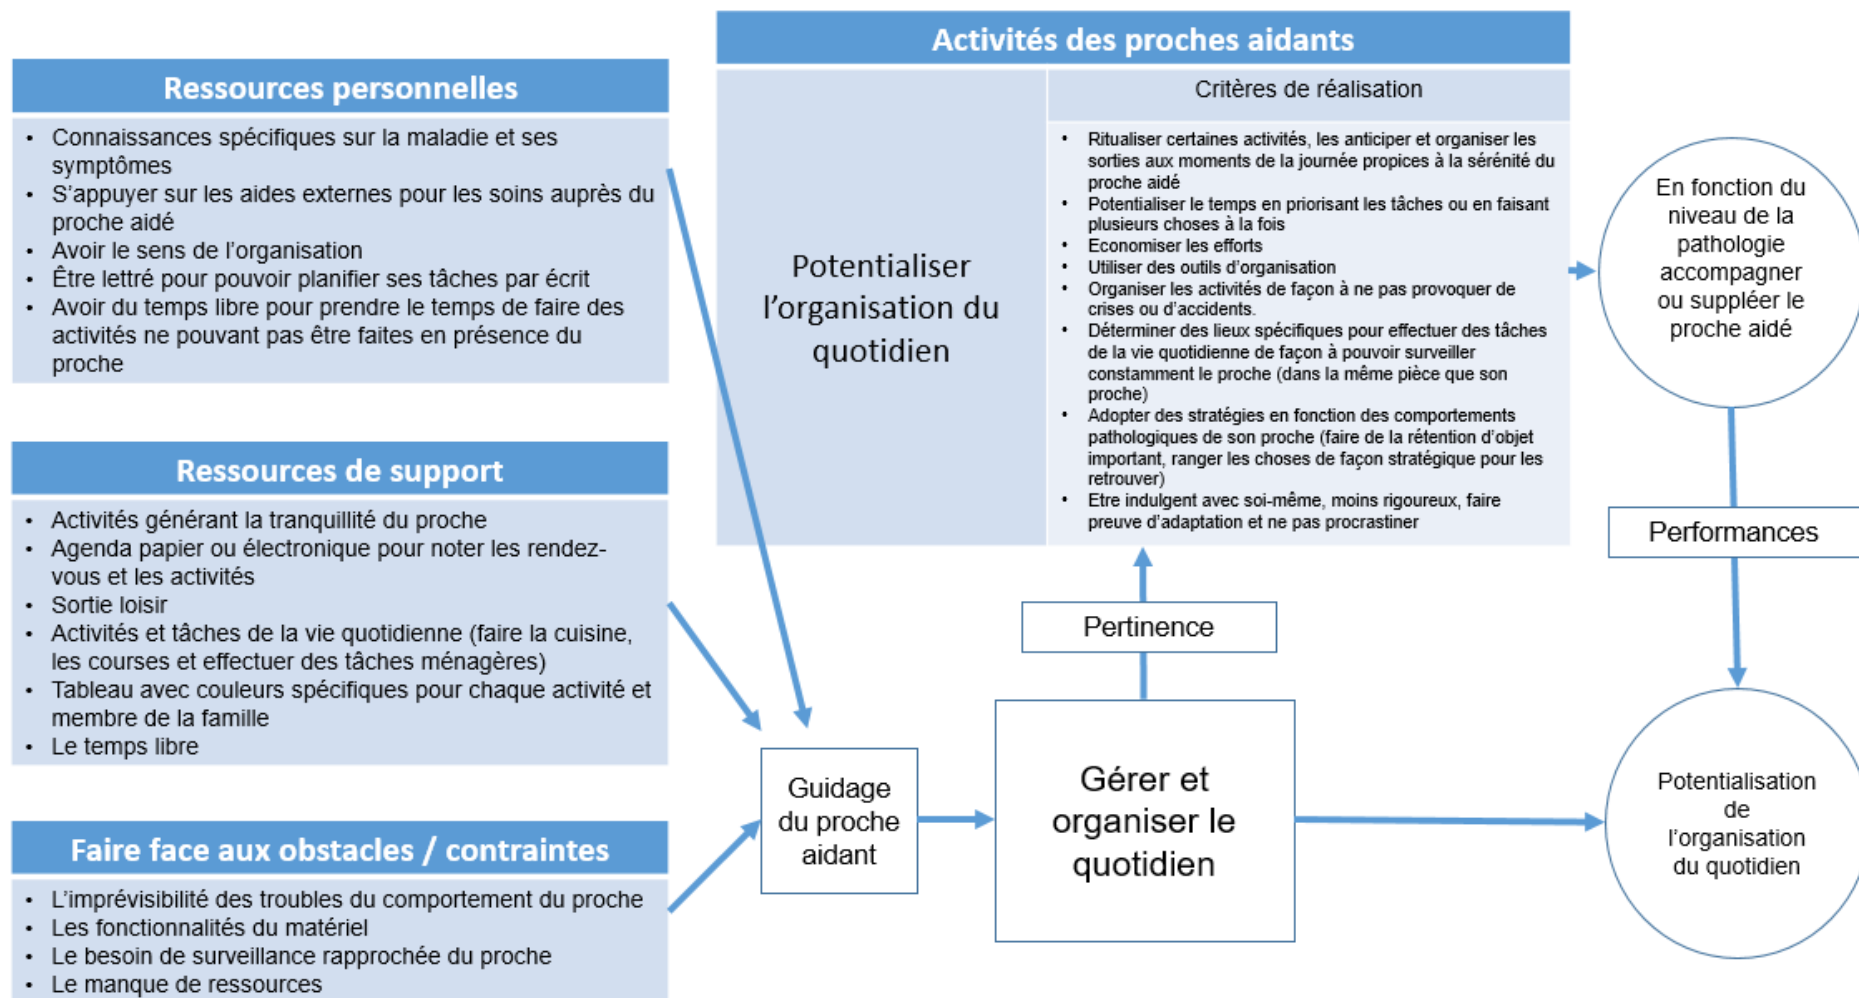 Ressources personnelles
• Connaissances spécifiques sur la maladie et ses
symptômes
• S’appuyer sur les aides externes pour les soins auprès du
proche aidé
• Avoir le sens de l’organisation
• Être lettré pour pouvoir planifier ses tâches par écrit
• Avoir du temps libre pour prendre le temps de faire des
activités ne pouvant pas être faites en présence du
proche
Ressources de support
• Activités générant la tranquillité du proche
• Agenda papier ou électronique pour noter les rendez-
vous et les activités
• Sortie loisir
• Activités et tâches de la vie quotidienne (faire la cuisine,
les courses et effectuer des tâches ménagères)
• Tableau avec couleurs spécifiques pour chaque activité et
membre de la famille
• Le temps libre
Faire face aux obstacles / contraintes
• L’imprévisibilité des troubles du comportement du proche
• Les fonctionnalités du matériel
• Le besoin de surveillance rapprochée du proche
• Le manque de ressources
Activités des proches aidants
Potentialiser
l’organisation du
quotidien
Critères de réalisation
• Ritualiser certaines activités, les anticiper et organiser les
sorties aux moments de la journée propices à la sérénité du
proche aidé
• Potentialiser le temps en priorisant les tâches ou en faisant
plusieurs choses à la fois
• Economiser les efforts
• Utiliser des outils d’organisation
• Organiser les activités de façon à ne pas provoquer de
crises ou d’accidents.
• Déterminer des lieux spécifiques pour effectuer des tâches
de la vie quotidienne de façon à pouvoir surveiller
constamment le proche (dans la même pièce que son
proche)
• Adopter des stratégies en fonction des comportements
pathologiques de son proche (faire de la rétention d’objet
important, ranger les choses de façon stratégique pour les
retrouver)
• Etre indulgent avec soi-même, moins rigoureux, faire
preuve d’adaptation et ne pas procrastiner
Pertinence
Guidage
du proche
aidant
Gérer et
organiser le
quotidien
En fonction du
niveau de la
pathologie
accompagner
ou suppléer le
proche aidé
Performances
Potentialisation
de
l’organisation
du quotidien